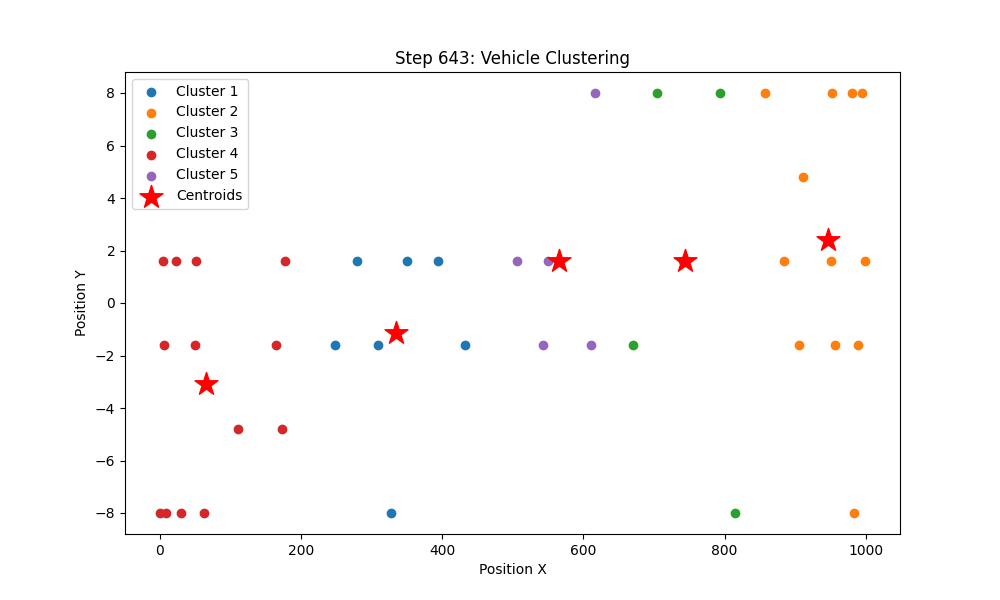 Step 643: Vehicle Clustering
Cluster 1
Cluster 2
Cluster 3
Cluster 4
Cluster 5
Centroids
8
6
4
2
0
−2
−4
−6
−8
Position Y
0 200 400 600 800 1000
Position X